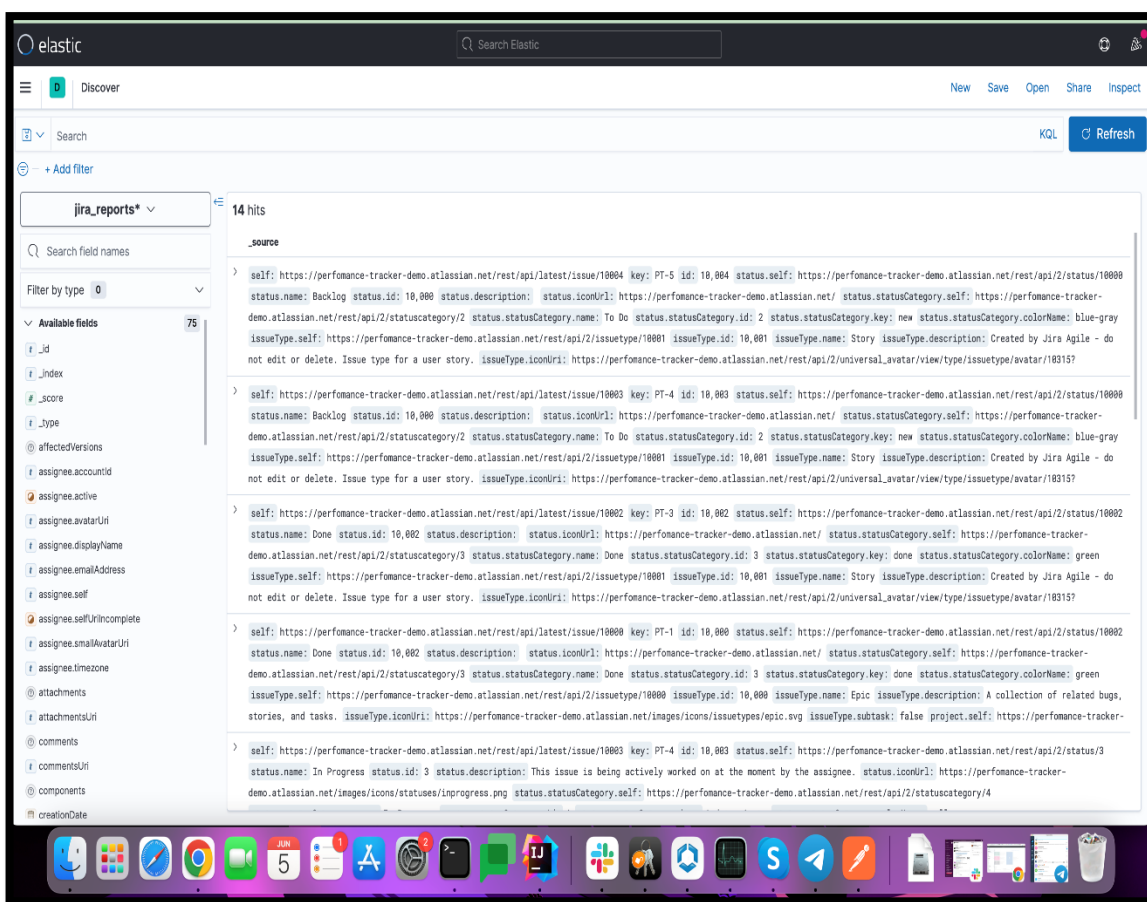 elastic
Search Elastic
D Discover
New Save Open Share Inspect
Search
KQL
Refresh
+ Add filter
jira_reports*
14 hits
Search field names
_source
Filter by type 0
Available fields 75
t _id
t _index
# _score
t _type
affectedVersions
t assignee.accountId
assignee.active
t assignee.avatarUri
t assignee.displayName
t assignee.emailAddress
t assignee.self
assignee.selfUriIncomplete
t assignee.smallAvatarUri
t assignee.timezone
attachments
t attachmentsUri
comments
t commentsUri
components
creationDate
self: https://perfomance-tracker-demo.atlassian.net/rest/api/latest/issue/10004 key: PT-5 id: 10,004 status.self: https://perfomance-tracker-demo.atlassian.net/rest/api/2/status/10000
status.name: Backlog status.id: 10,000 status.description: status.iconUrl: https://perfomance-tracker-demo.atlassian.net/ status.statusCategory.self: https://perfomance-tracker-
demo.atlassian.net/rest/api/2/statuscategory/2 status.statusCategory.name: To Do status.statusCategory.id: 2 status.statusCategory.key: new status.statusCategory.colorName: blue-gray
issueType.self: https://perfomance-tracker-demo.atlassian.net/rest/api/2/issuetype/10001 issueType.id: 10,001 issueType.name: Story issueType.description: Created by Jira Agile - do
not edit or delete. Issue type for a user story. issueType.iconUri: https://perfomance-tracker-demo.atlassian.net/rest/api/2/universal_avatar/view/type/issuetype/avatar/10315?
self: https://perfomance-tracker-demo.atlassian.net/rest/api/latest/issue/10003 key: PT-4 id: 10,003 status.self: https://perfomance-tracker-demo.atlassian.net/rest/api/2/status/10000
status.name: Backlog status.id: 10,000 status.description: status.iconUrl: https://perfomance-tracker-demo.atlassian.net/ status.statusCategory.self: https://perfomance-tracker-
demo.atlassian.net/rest/api/2/statuscategory/2 status.statusCategory.name: To Do status.statusCategory.id: 2 status.statusCategory.key: new status.statusCategory.colorName: blue-gray
issueType.self: https://perfomance-tracker-demo.atlassian.net/rest/api/2/issuetype/10001 issueType.id: 10,001 issueType.name: Story issueType.description: Created by Jira Agile - do
not edit or delete. Issue type for a user story. issueType.iconUri: https://perfomance-tracker-demo.atlassian.net/rest/api/2/universal_avatar/view/type/issuetype/avatar/10315?
self: https://perfomance-tracker-demo.atlassian.net/rest/api/latest/issue/10002 key: PT-3 id: 10,002 status.self: https://perfomance-tracker-demo.atlassian.net/rest/api/2/status/10002
status.name: Done status.id: 10,002 status.description: status.iconUrl: https://perfomance-tracker-demo.atlassian.net/ status.statusCategory.self: https://perfomance-tracker-
demo.atlassian.net/rest/api/2/statuscategory/3 status.statusCategory.name: Done status.statusCategory.id: 3 status.statusCategory.key: done status.statusCategory.colorName: green
issueType.self: https://perfomance-tracker-demo.atlassian.net/rest/api/2/issuetype/10001 issueType.id: 10,001 issueType.name: Story issueType.description: Created by Jira Agile - do
not edit or delete. Issue type for a user story. issueType.iconUri: https://perfomance-tracker-demo.atlassian.net/rest/api/2/universal_avatar/view/type/issuetype/avatar/10315?
self: https://perfomance-tracker-demo.atlassian.net/rest/api/latest/issue/10000 key: PT-1 id: 10,000 status.self: https://perfomance-tracker-demo.atlassian.net/rest/api/2/status/10002
status.name: Done status.id: 10,002 status.description: status.iconUrl: https://perfomance-tracker-demo.atlassian.net/ status.statusCategory.self: https://perfomance-tracker-
demo.atlassian.net/rest/api/2/statuscategory/3 status.statusCategory.name: Done status.statusCategory.id: 3 status.statusCategory.key: done status.statusCategory.colorName: green
issueType.self: https://perfomance-tracker-demo.atlassian.net/rest/api/2/issuetype/10000 issueType.id: 10,000 issueType.name: Epic issueType.description: A collection of related bugs,
stories, and tasks. issueType.iconUri: https://perfomance-tracker-demo.atlassian.net/images/icons/issuetypes/epic.svg issueType.subtask: false project.self: https://perfomance-tracker-
self: https://perfomance-tracker-demo.atlassian.net/rest/api/latest/issue/10003 key: PT-4 id: 10,003 status.self: https://perfomance-tracker-demo.atlassian.net/rest/api/2/status/3
status.name: In Progress status.id: 3 status.description: This issue is being actively worked on at the moment by the assignee. status.iconUrl: https://perfomance-tracker-
demo.atlassian.net/images/icons/statuses/inprogress.png status.statusCategory.self: https://perfomance-tracker-demo.atlassian.net/rest/api/2/statuscategory/4
JUN
5
1
2
IJ
S